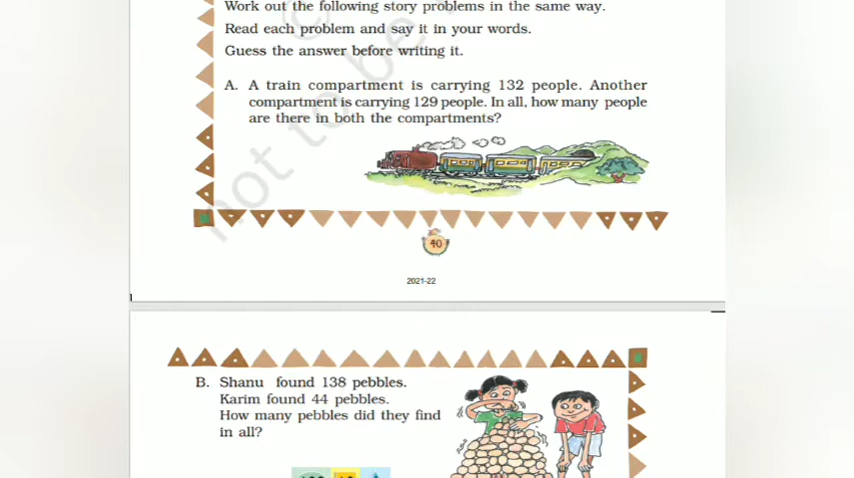 Work out the following story problems in the same way.
Read each problem and say it in your words.
Guess the answer before writing it.
A. A train compartment is carrying 132 people. Another
compartment is carrying 129 people. In all, how many people
are there in both the compartments?
not to be
40
2021-22
B. Shanu found 138 pebbles.
Karim found 44 pebbles.
How many pebbles did they find
in all?